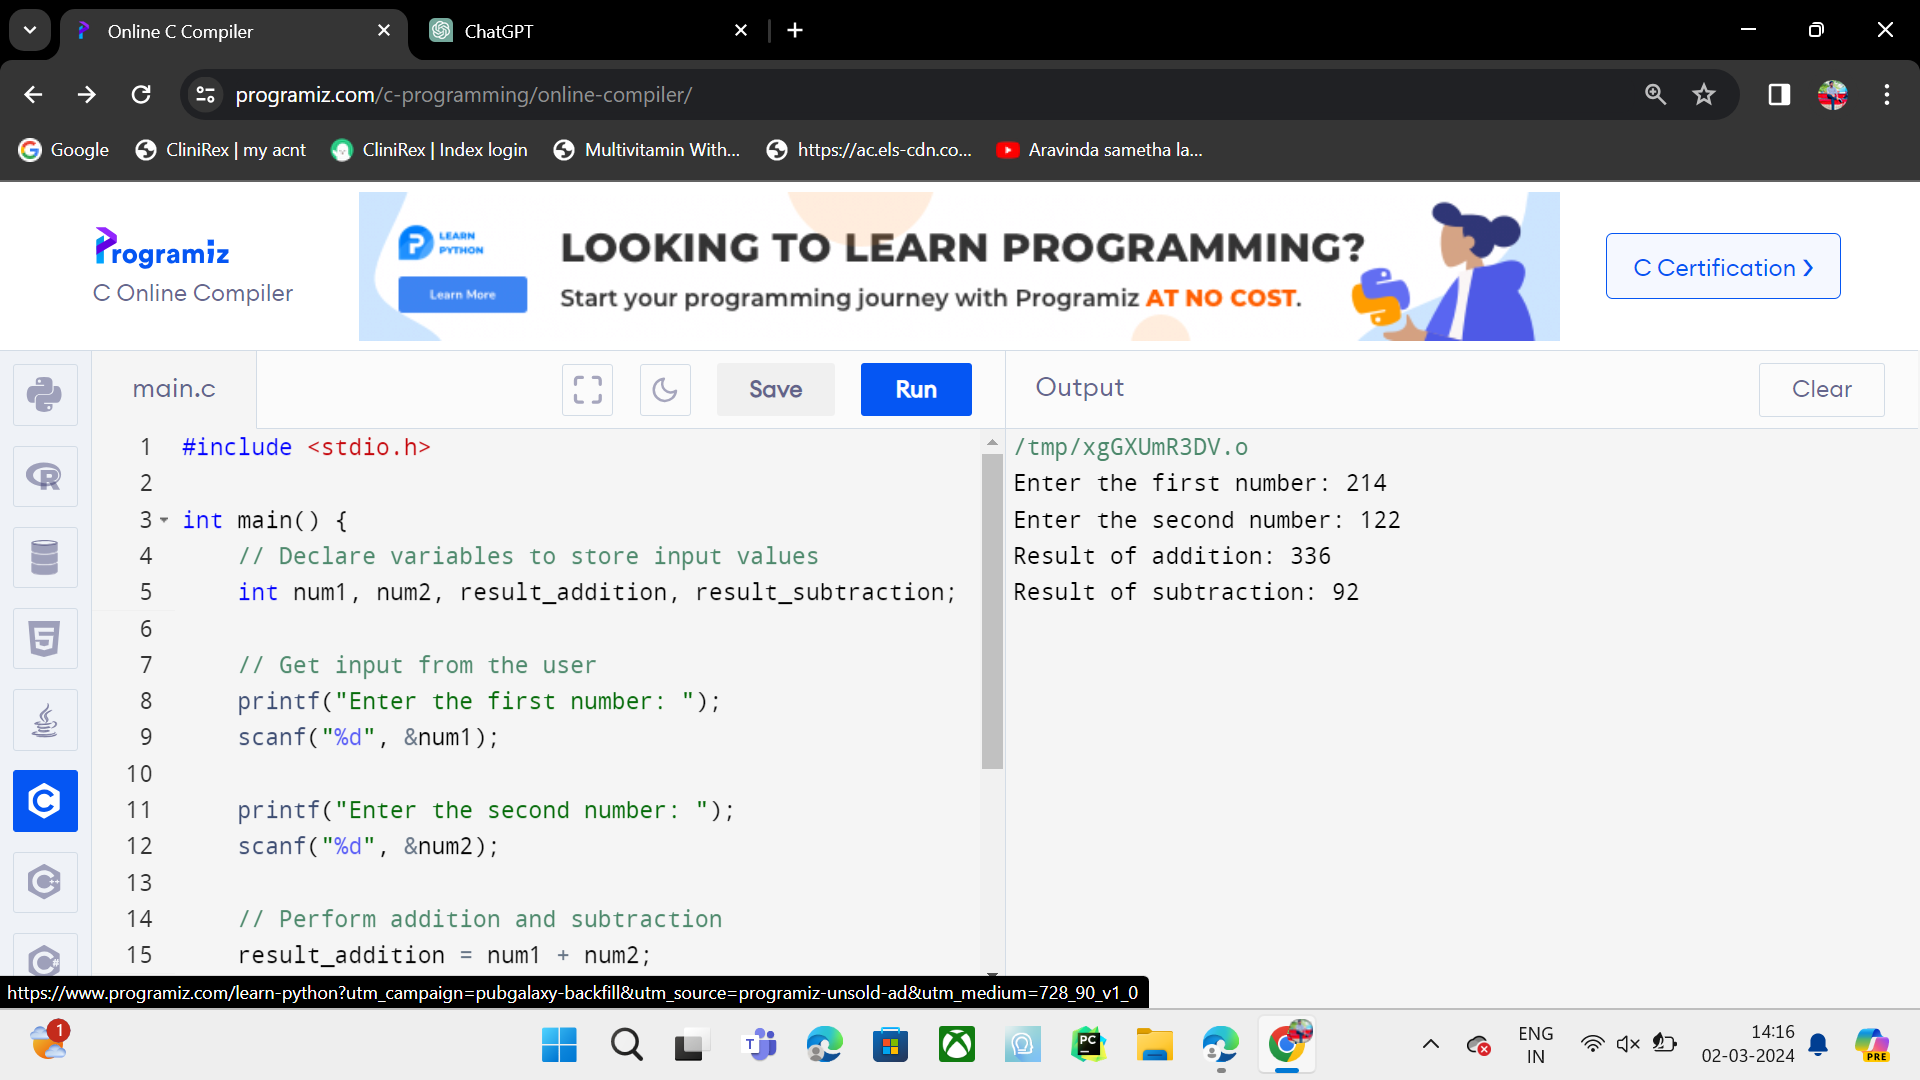 Online C Compiler
ChatGPT
programiz.com/c-programming/online-compiler/
Google
CliniRex | my acnt
CliniRex | Index login
Multivitamin With...
https://ac.els-cdn.co...
Aravinda sametha la...
Programiz
C Online Compiler
LEARN
PYTHON
Learn More
LOOKING TO LEARN PROGRAMMING?
Start your programming journey with Programiz AT NO COST.
C Certification >
main.c
Save
Run
Output
Clear
1 #include <stdio.h>
2
3 int main() {
4 // Declare variables to store input values
5 int num1, num2, result_addition, result_subtraction;
6
7 // Get input from the user
8 printf("Enter the first number: ");
9 scanf("%d", &num1);
10
11 printf("Enter the second number: ");
12 scanf("%d", &num2);
13
14 // Perform addition and subtraction
15 result_addition = num1 + num2;
/tmp/xgGXUmR3DV.o
Enter the first number: 214
Enter the second number: 122
Result of addition: 336
Result of subtraction: 92
https://www.programiz.com/learn-python?utm_campaign=pubgalaxy-backfill&utm_source=programiz-unsold-ad&utm_medium=728_90_v1_0
1
ENG
IN
14:16
02-03-2024
PRE